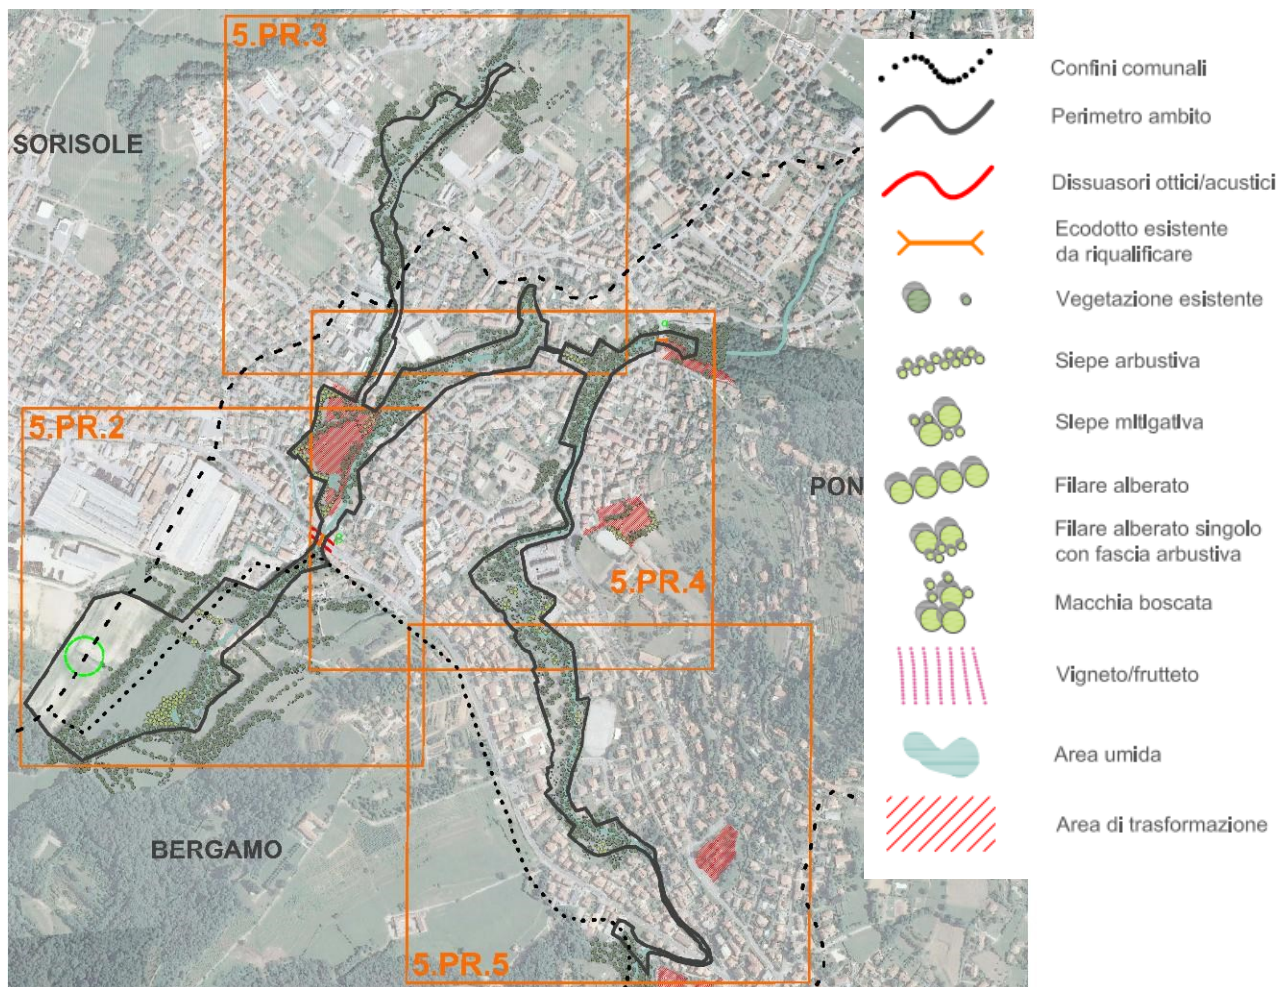 5.PR.3
SORISOLE
5.PR.2
PON
5.PR.4
BERGAMO
5.PR.5
Confini comunali
Perimetro ambito
Dissuasori ottici/acustici
Ecodotto esistente
da riqualificare
Vegetazione esistente
Siepe arbustiva
Siepe mitigativa
Filare alberato
Filare alberato singolo
con fascia arbustiva
Macchia boscata
Vigneto/frutteto
Area umida
Area di trasformazione